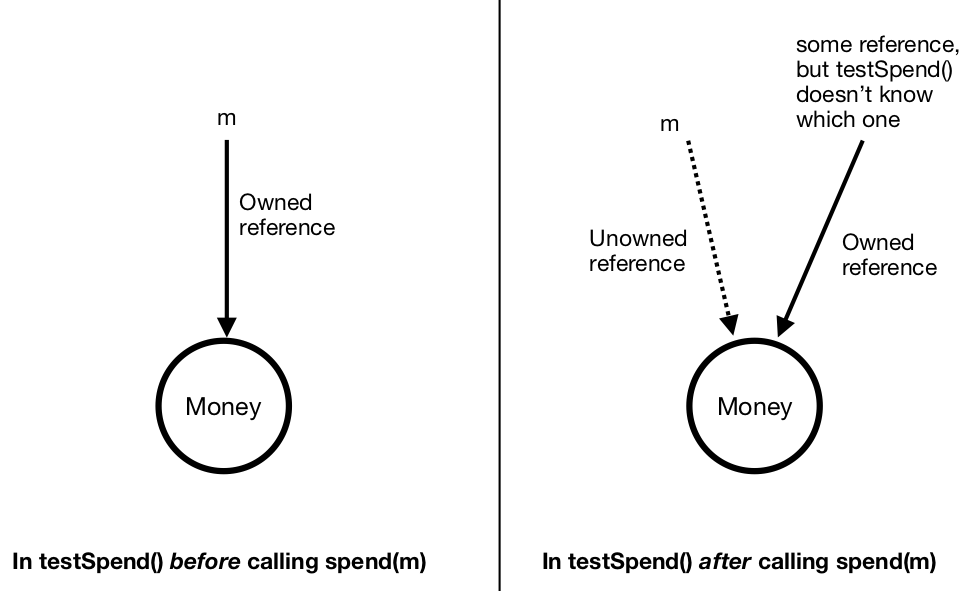 m
Owned
reference
Money
In testSpend() before calling spend(m)
some reference,
but testSpend()
doesn't know
which one
m
Unowned
reference
Owned
reference
Money
In testSpend() after calling spend(m)